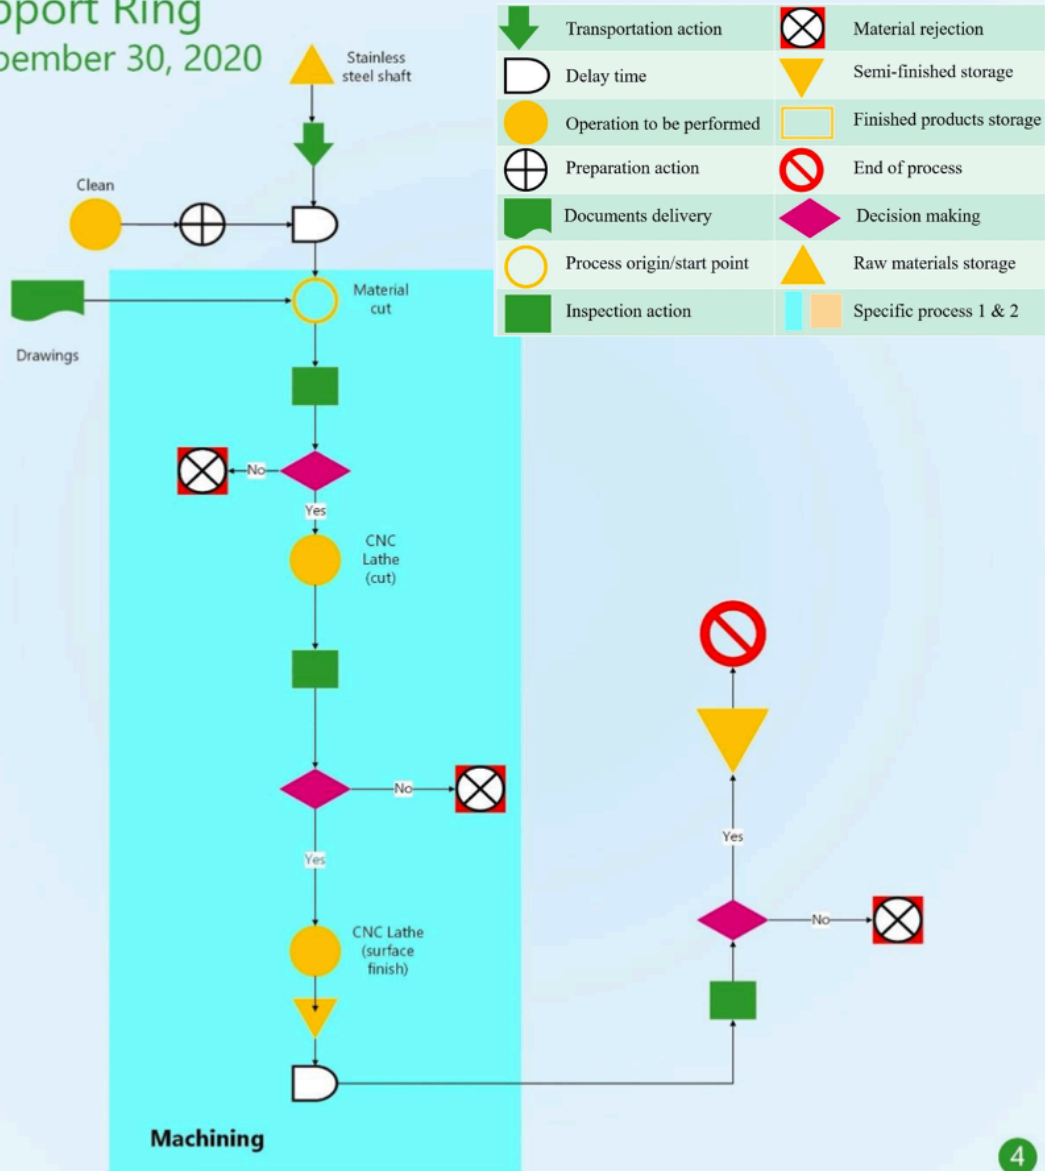 pport Ring
ember 30, 2020
Stainless
steel shaft
Transportation action
Material rejection
Delay time
Semi-finished storage
Operation to be performed
Finished products storage
Preparation action
End of process
Documents delivery
Decision making
Process origin/start point
Raw materials storage
Inspection action
Specific process 1 & 2
Clean
Material
cut
Drawings
No
Yes
CNC
Lathe
(cut)
No
Yes
CNC Lathe
(surface
finish)
Yes
No
Machining
4